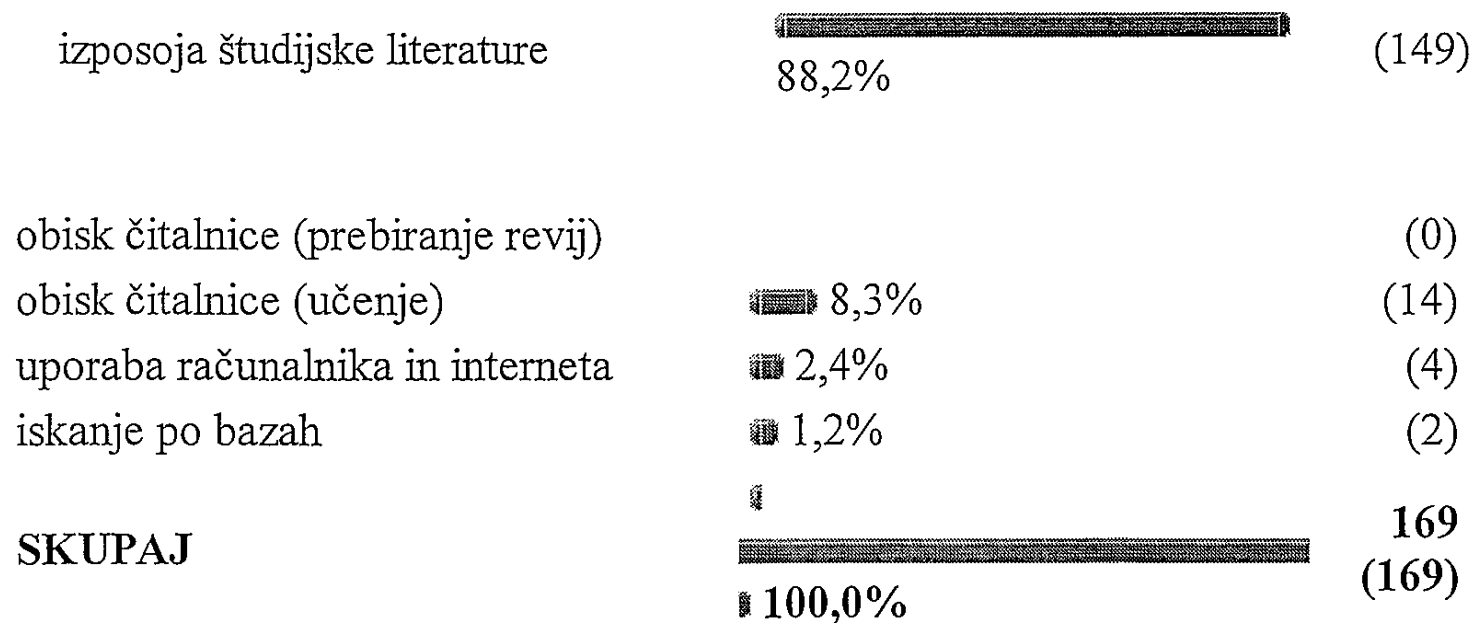 izposoja študijske literature (149)
88,2%
obisk čitalnice (prebiranje revij) (0)
obisk čitalnice (učenje) 8,3% (14)
uporaba računalnika in interneta 2,4% (4)
iskanje po bazah 1,2% (2)
169
SKUPAJ
(169)
100,0%